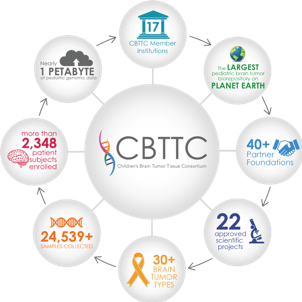 17
CBTTC Member
Institutions
The LARGEST
pediatric brain tumor
biorepository on
PLANET EARTH
40+
Partner
Foundations
22
approved
scientific
projects
30+
BRAIN
TUMOR
TYPES
24,539+
SAMPLES COLLECTED
more than
2,348
patient
subjects
enrolled
Nearly
1 PETABYTE
of pediatric genomic data
CBTTC
Children's Brain Tumor Tissue Consortium